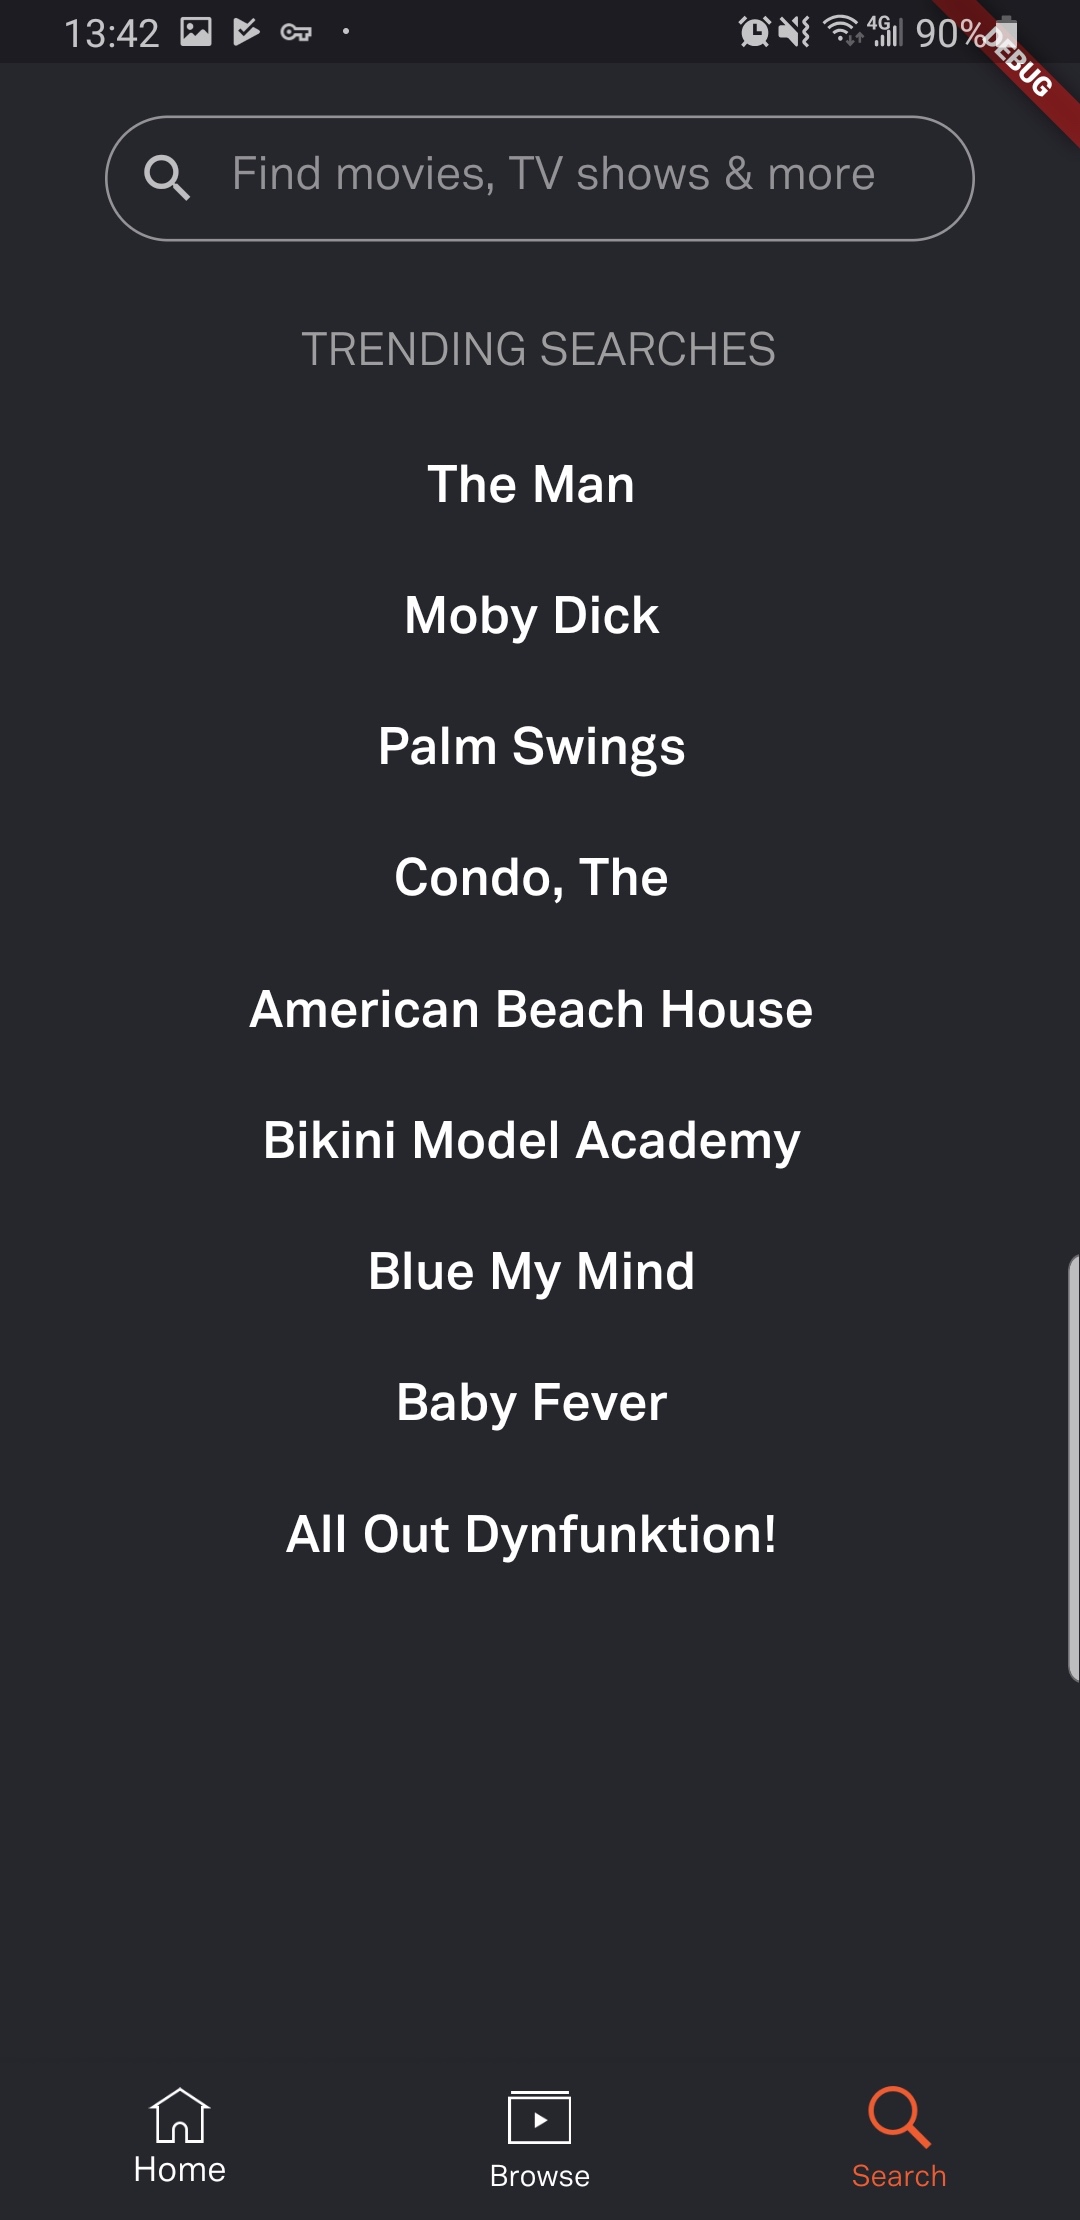 13:42
4G 90%
DEBUG
Find movies, TV shows & more
TRENDING SEARCHES
The Man
Moby Dick
Palm Swings
Condo, The
American Beach House
Bikini Model Academy
Blue My Mind
Baby Fever
All Out Dynfunktion!
Home
Browse
Search